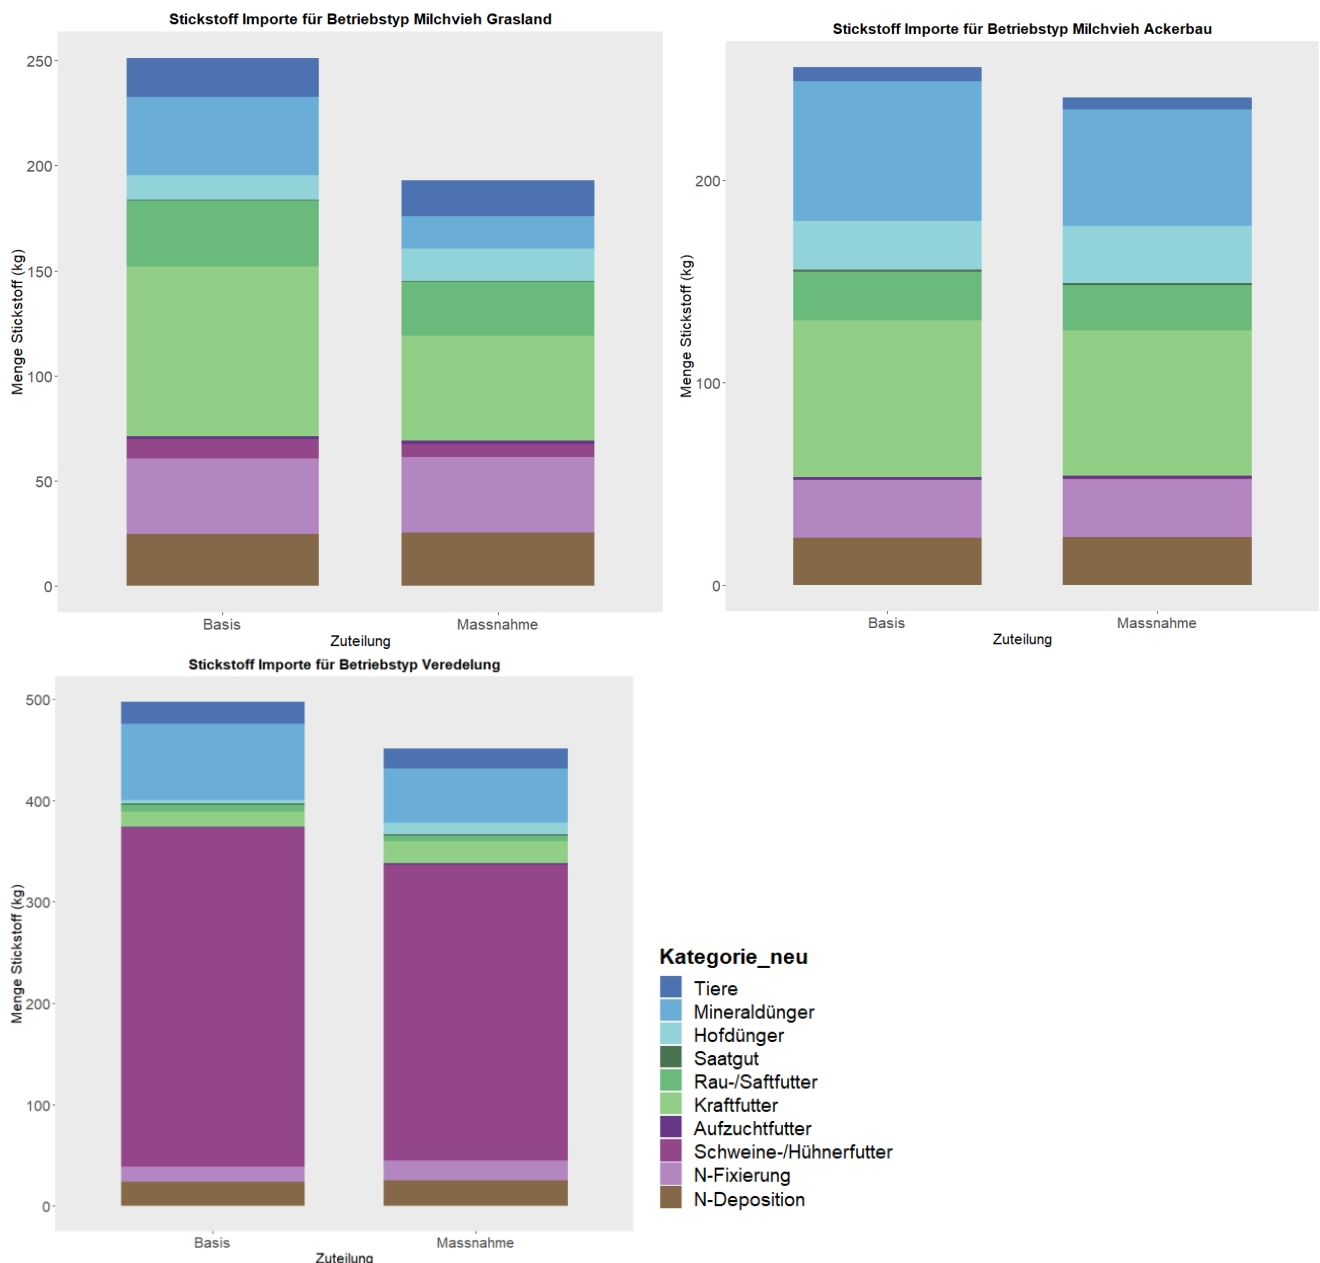 Stickstoff Importe für Betriebstyp Milchvieh Grasland
Menge Stickstoff (kg)
250
200
150
100
50
0
Basis
Massnahme
Zuteilung
Stickstoff Importe für Betriebstyp Milchvieh Ackerbau
Menge Stickstoff (kg)
200
100
0
Basis
Massnahme
Zuteilung
Stickstoff Importe für Betriebstyp Veredelung
Menge Stickstoff (kg)
500
400
300
200
100
0
Basis
Massnahme
Zuteilung
Kategorie_neu
Tiere
Mineraldünger
Hofdünger
Saatgut
Rau-/Saftfutter
Kraftfutter
Aufzuchtfutter
Schweine-/Hühnerfutter
N-Fixierung
N-Deposition